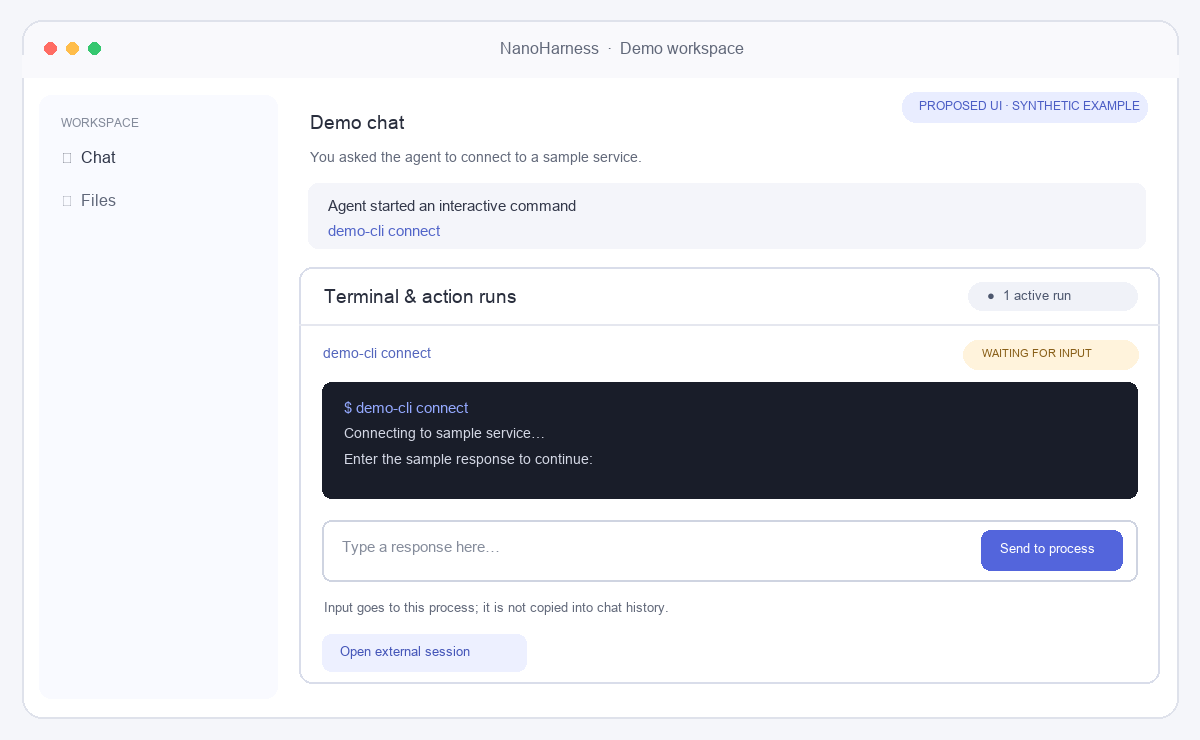 NanoHarness · Demo workspace
WORKSPACE
Chat
Files
PROPOSED UI · SYNTHETIC EXAMPLE
Demo chat
You asked the agent to connect to a sample service.
Agent started an interactive command
demo-cli connect
Terminal & action runs
● 1 active run
demo-cli connect
WAITING FOR INPUT
$ demo-cli connect
Connecting to sample service…
Enter the sample response to continue:
Type a response here…
Send to process
Input goes to this process; it is not copied into chat history.
Open external session